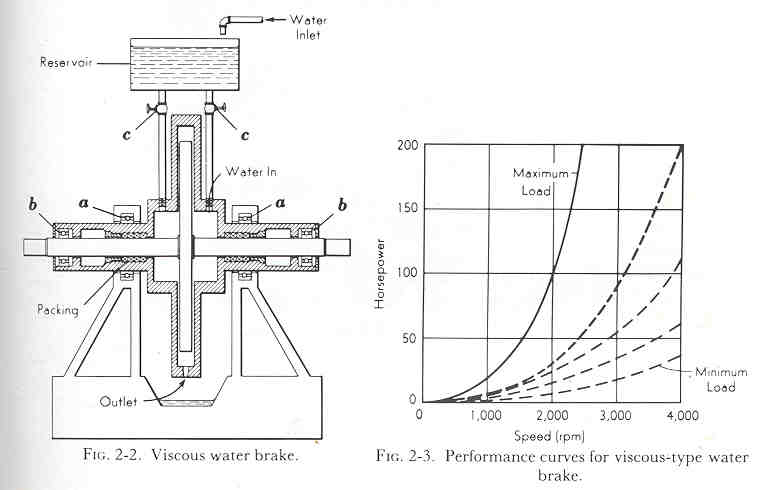 Water
Inlet
Reservoir
c
c
Water In
b
a
a
b
Packing
Outlet
FIG. 2-2. Viscous water brake.
200
150
100
50
0
Horsepower
Maximum
Load
Minimum
Load
0
1,000
2,000
3,000
4,000
Speed (rpm)
FIG. 2-3. Performance curves for viscous-type water
brake.